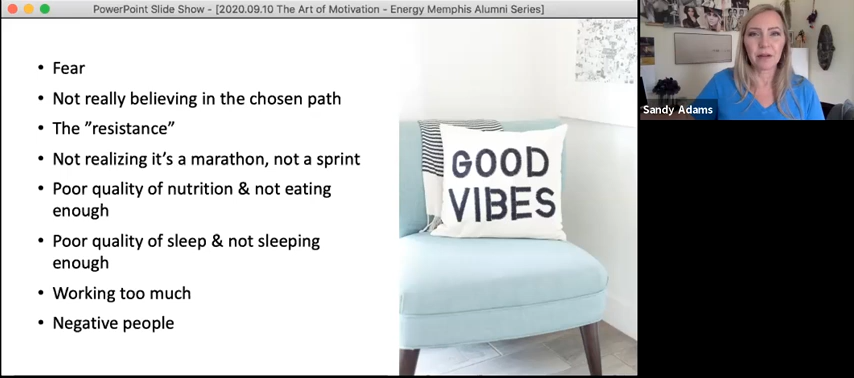 PowerPoint Slide Show - [2020.09.10 The Art of Motivation - Energy Memphis Alumni Series]
• Fear
• Not really believing in the chosen path
• The ”resistance”
• Not realizing it’s a marathon, not a sprint
• Poor quality of nutrition & not eating
enough
• Poor quality of sleep & not sleeping
enough
• Working too much
• Negative people
GOOD
VIBES
Sandy Adams